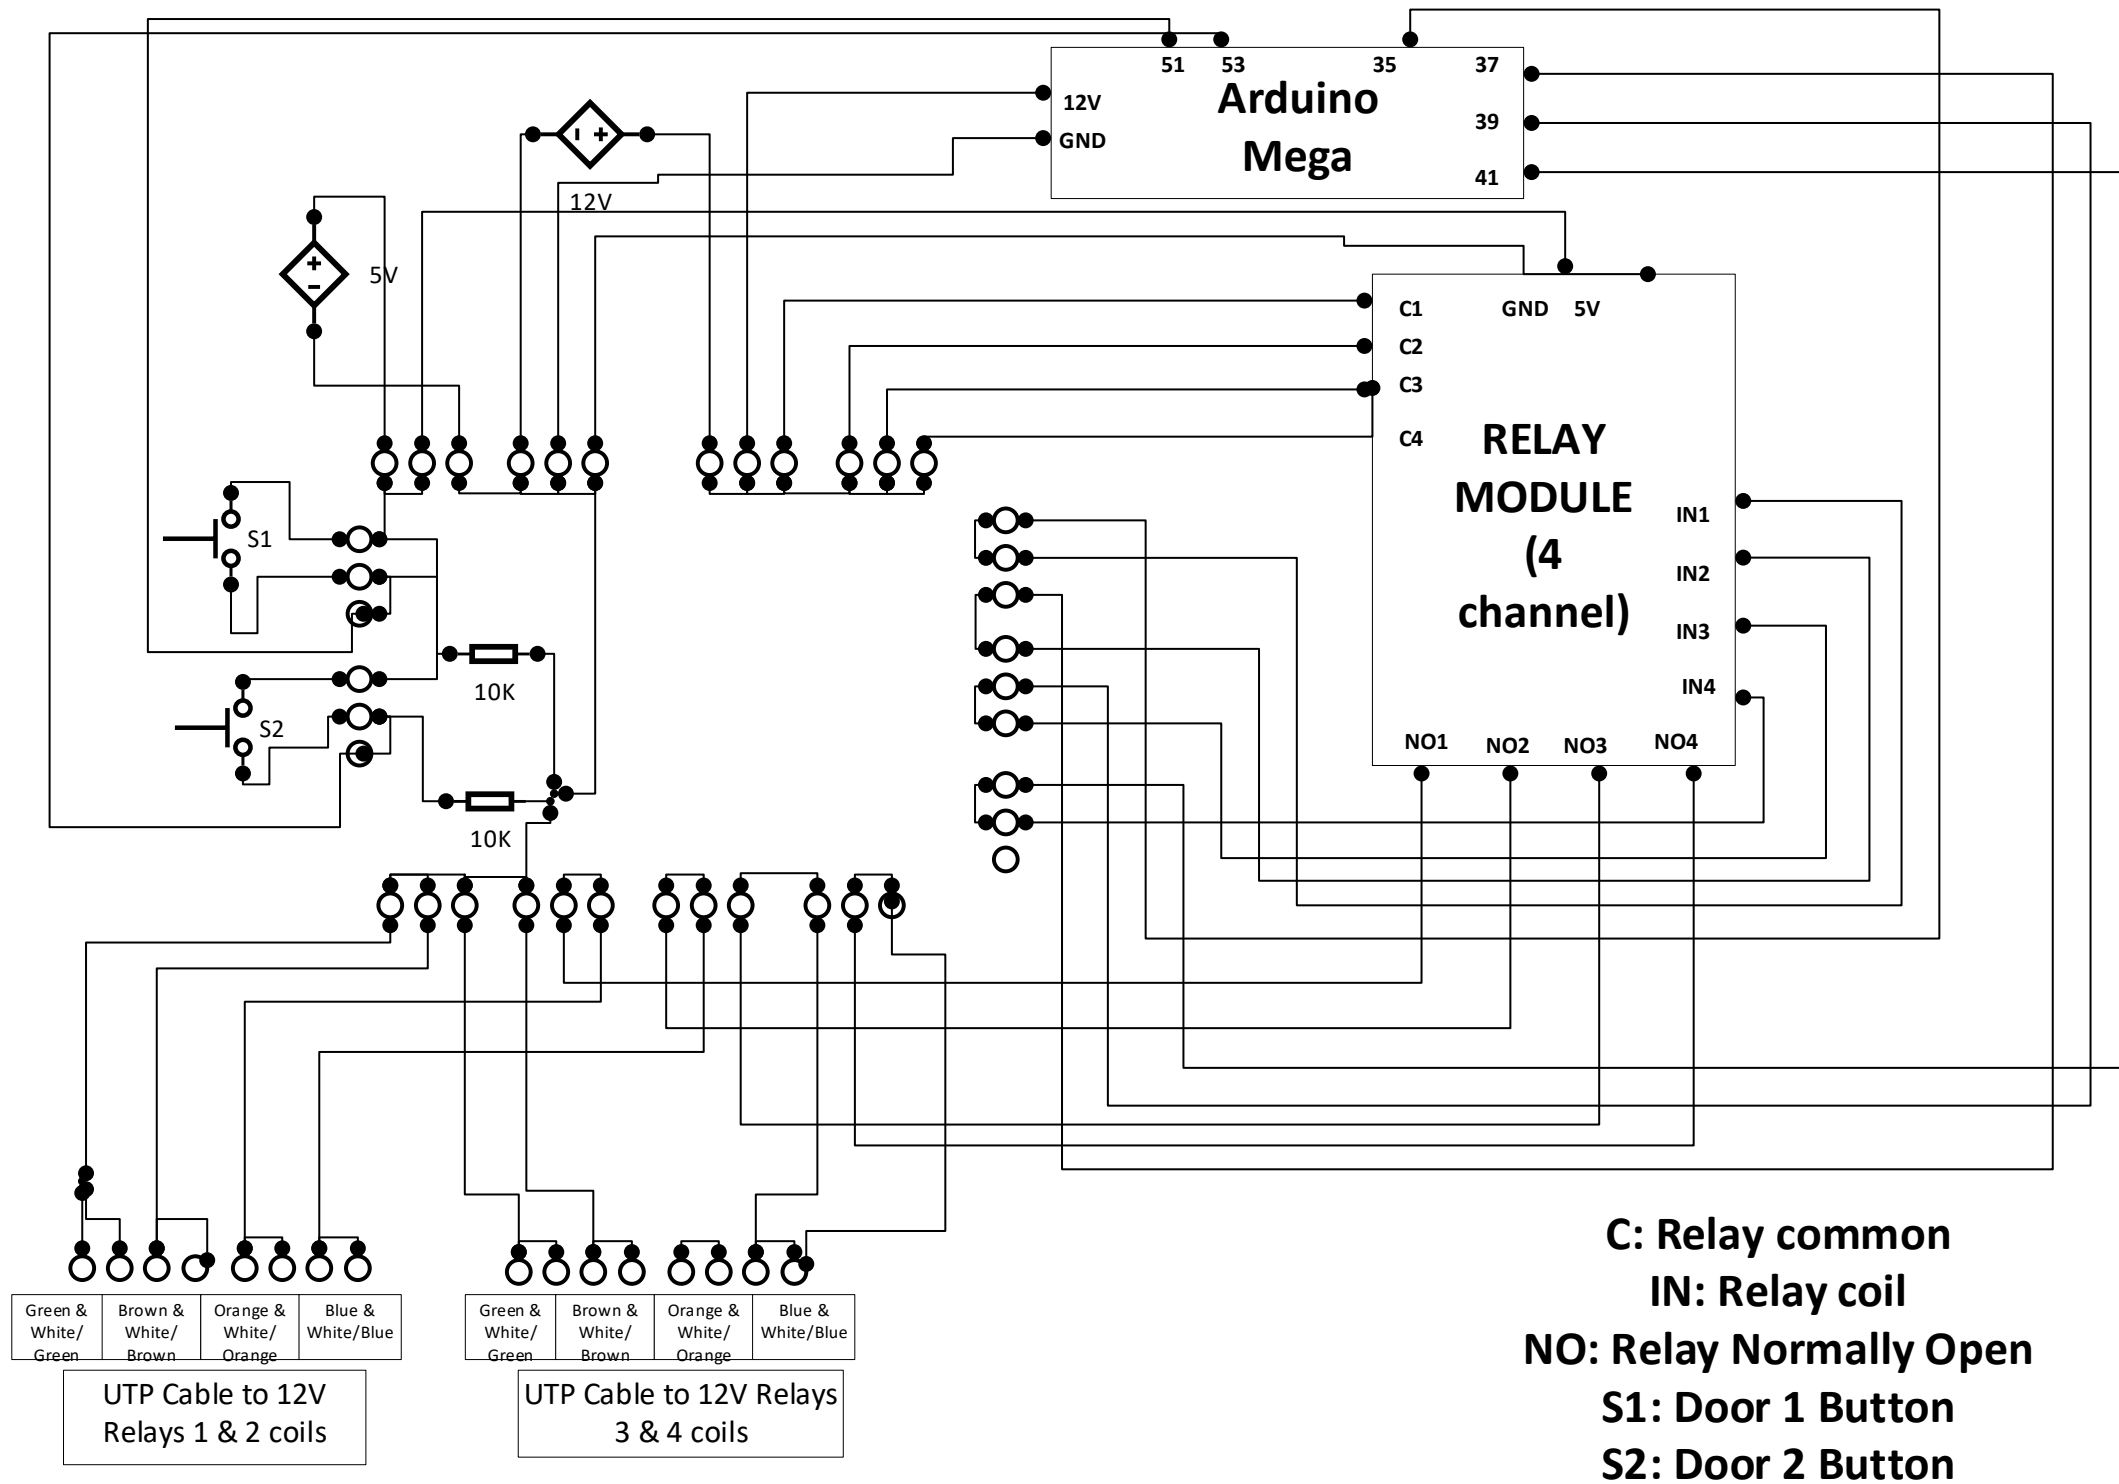 51 53 35 37
12V
Arduino
Mega
39
GND
41
12V
5V
C1
GND 5V
C2
C3
C4
RELAY
MODULE
(4
channel)
IN1
IN2
IN3
IN4
S1
10K
S2
NO1 NO2 NO3 NO4
10K
Green &
White/
Green
Brown &
White/
Brown
Orange &
White/
Orange
Blue &
White/Blue
Green &
White/
Green
Brown &
White/
Brown
Orange &
White/
Orange
Blue &
White/Blue
UTP Cable to 12V
Relays 1 & 2 coils
UTP Cable to 12V Relays
3 & 4 coils
C: Relay common
IN: Relay coil
NO: Relay Normally Open
S1: Door 1 Button
S2: Door 2 Button